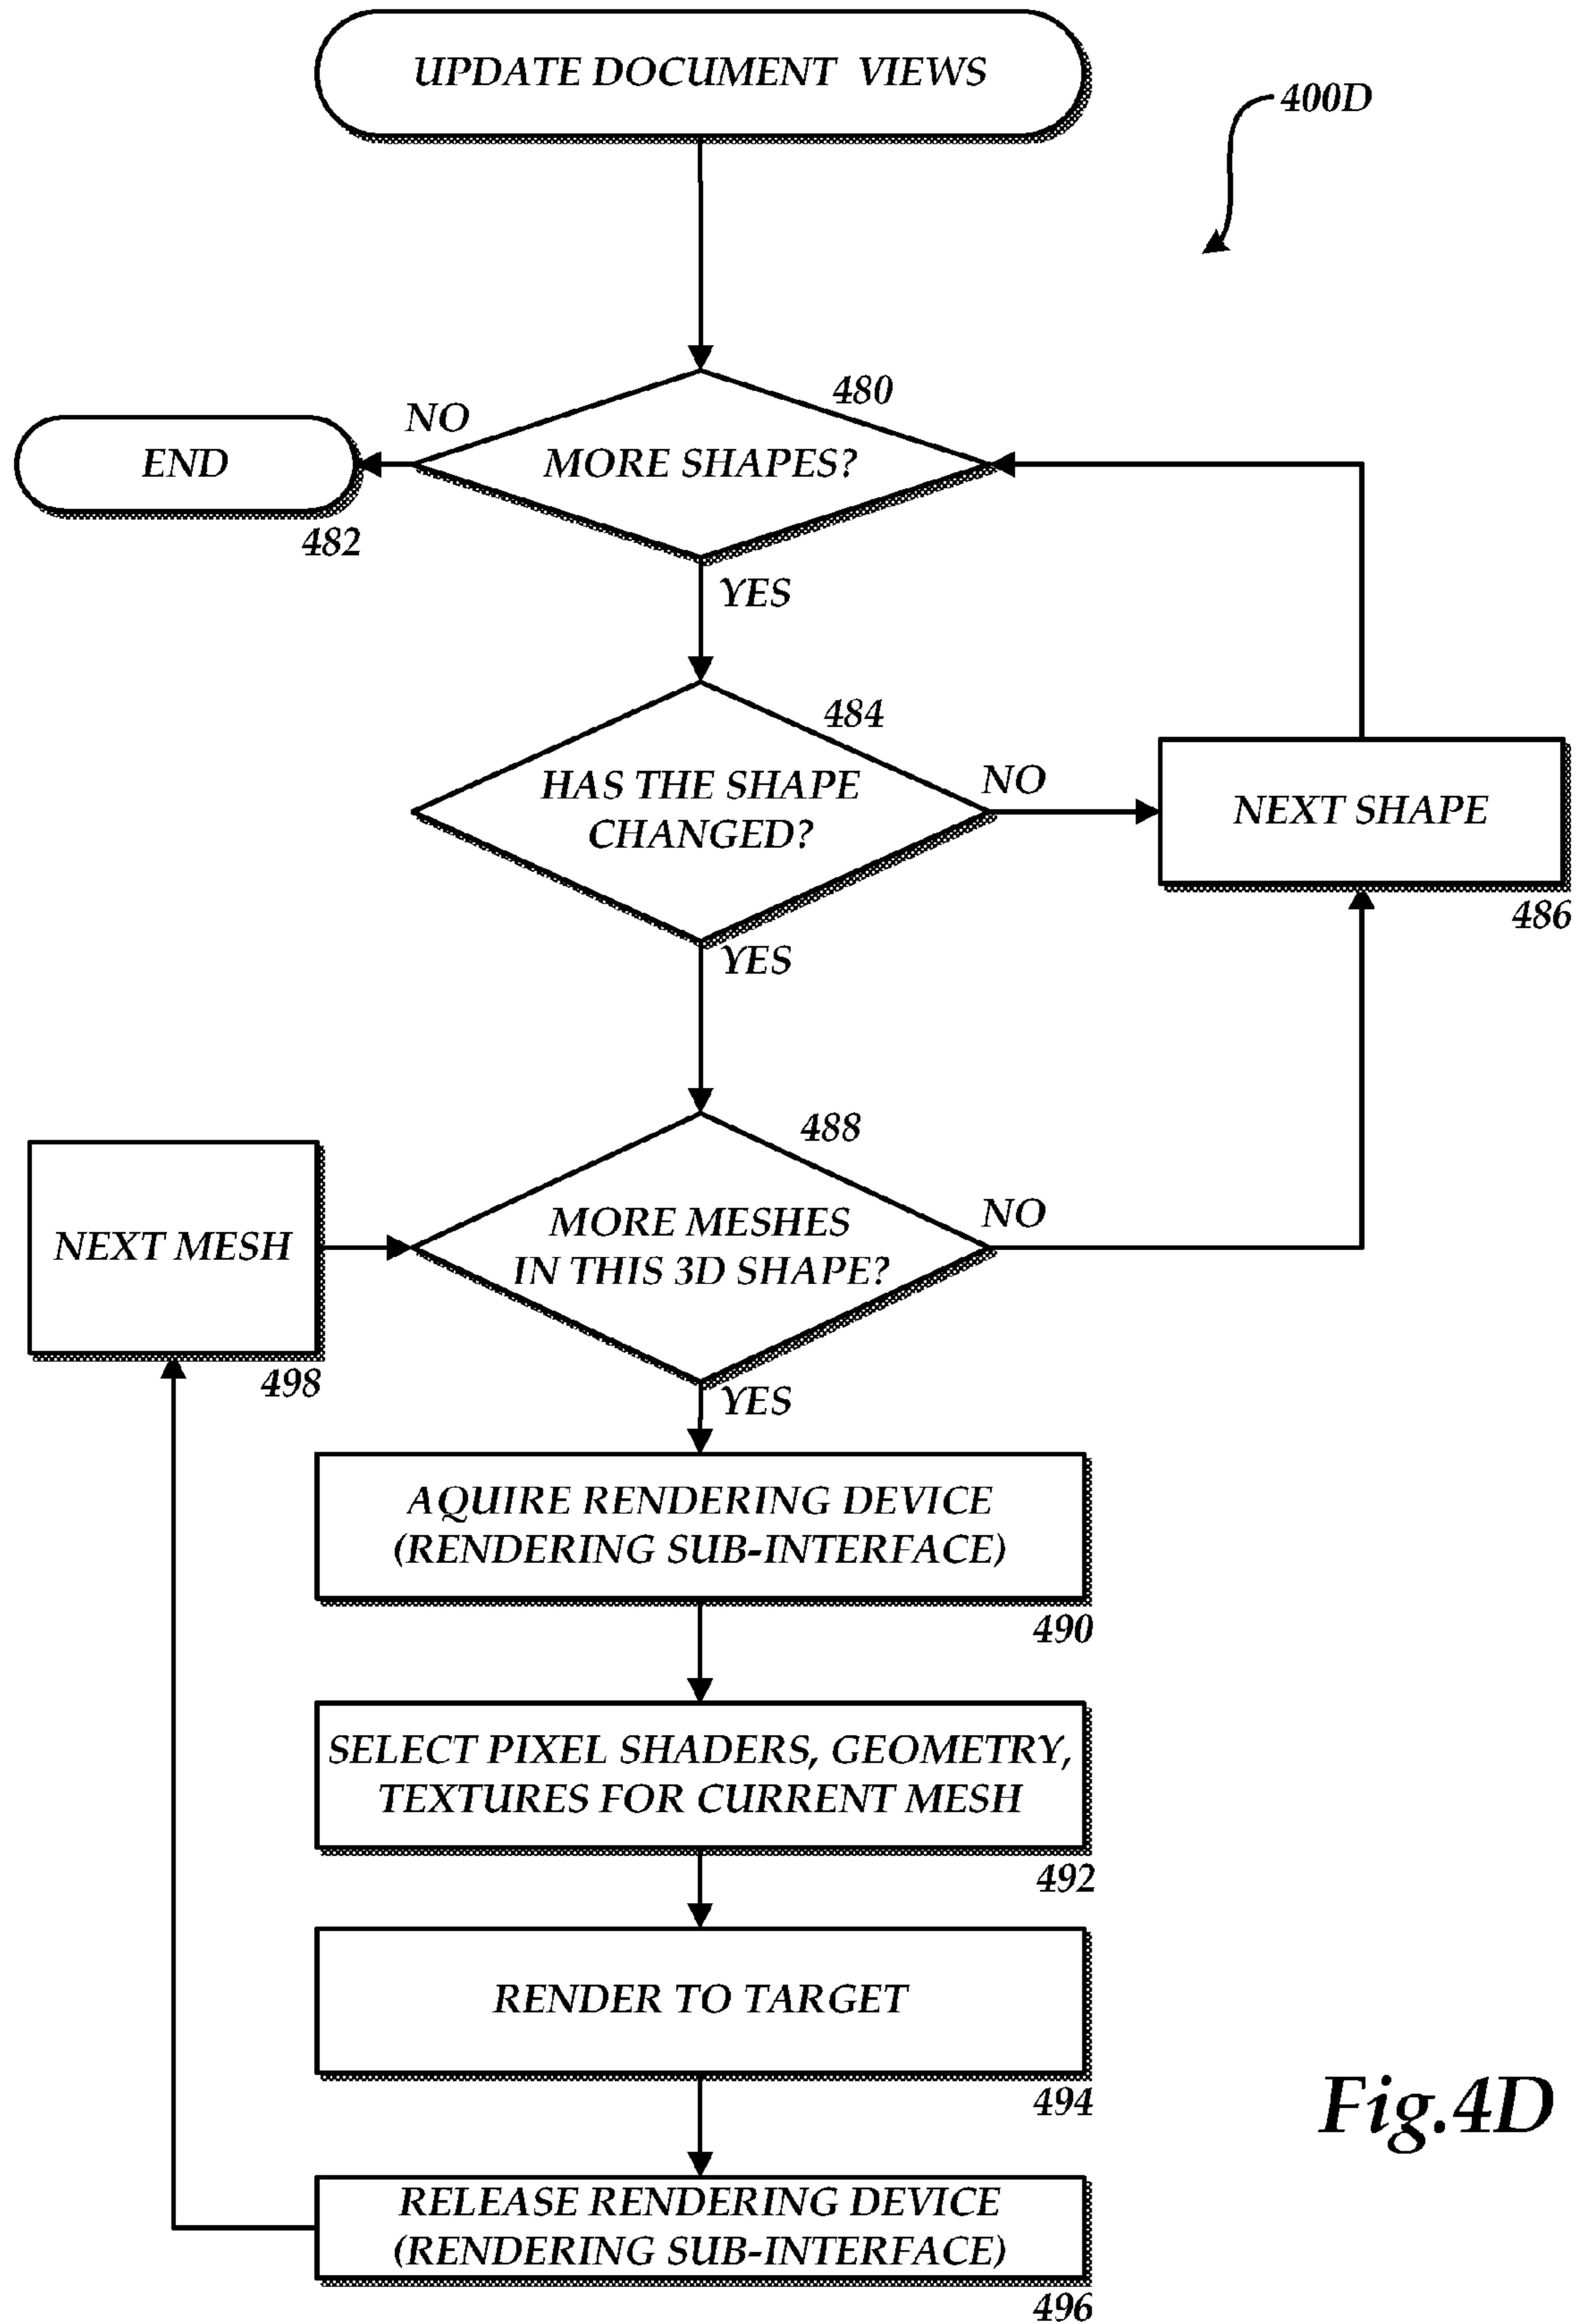 UPDATE DOCUMENT VIEWS
400D
480
NO
MORE SHAPES?
END
482
YES
484
HAS THE SHAPE
CHANGED?
NO
NEXT SHAPE
486
YES
488
NEXT MESH
MORE MESHES
IN THIS 3D SHAPE?
NO
498
YES
AQUIRE RENDERING DEVICE
(RENDERING SUB-INTERFACE)
490
SELECT PIXEL SHADERS, GEOMETRY,
TEXTURES FOR CURRENT MESH
492
RENDER TO TARGET
494
RELEASE RENDERING DEVICE
(RENDERING SUB-INTERFACE)
496
Fig.4D